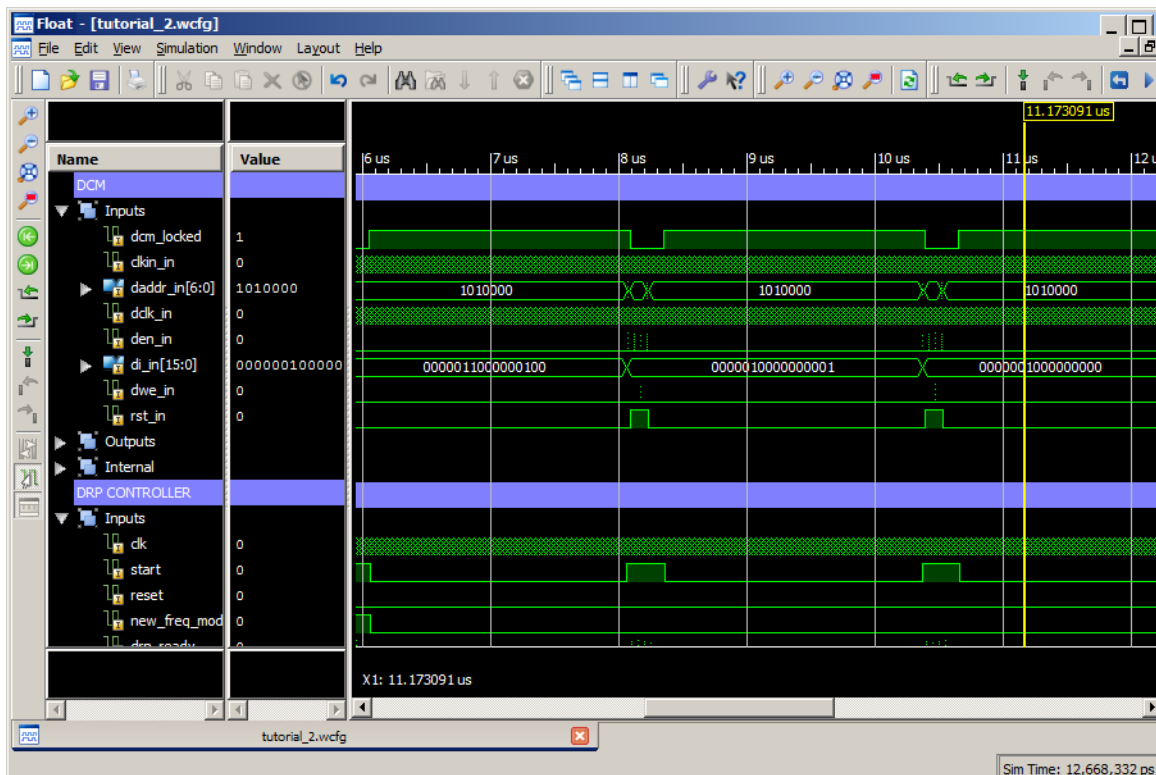 Float - [tutorial_2.wcfg]
File Edit View Simulation Window Layout Help
11.173091 us
Name Value 6 us 7 us 8 us 9 us 10 us 11 us 12 u
DCM
Inputs
dcm_locked 1
clkin_in 0
daddr_in[6:0] 1010000 1010000 1010000 1010000
dclk_in 0
den_in 0
di_in[15:0] 000000100000 0000011000000100 0000010000000001 0000001000000000
dwe_in 0
rst_in 0
Outputs
Internal
DRP CONTROLLER
Inputs
clk 0
start 0
reset 0
new_freq_mod 0
drp_ready 0
X1: 11.173091 us
tutorial_2.wcfg
Sim Time: 12,668,332 ps